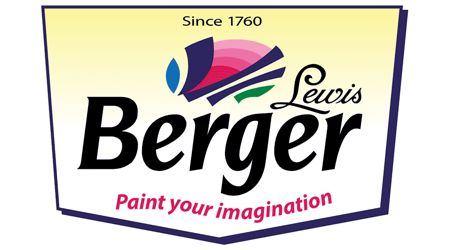 Since 1760
Lewis
Berger
Paint your imagination